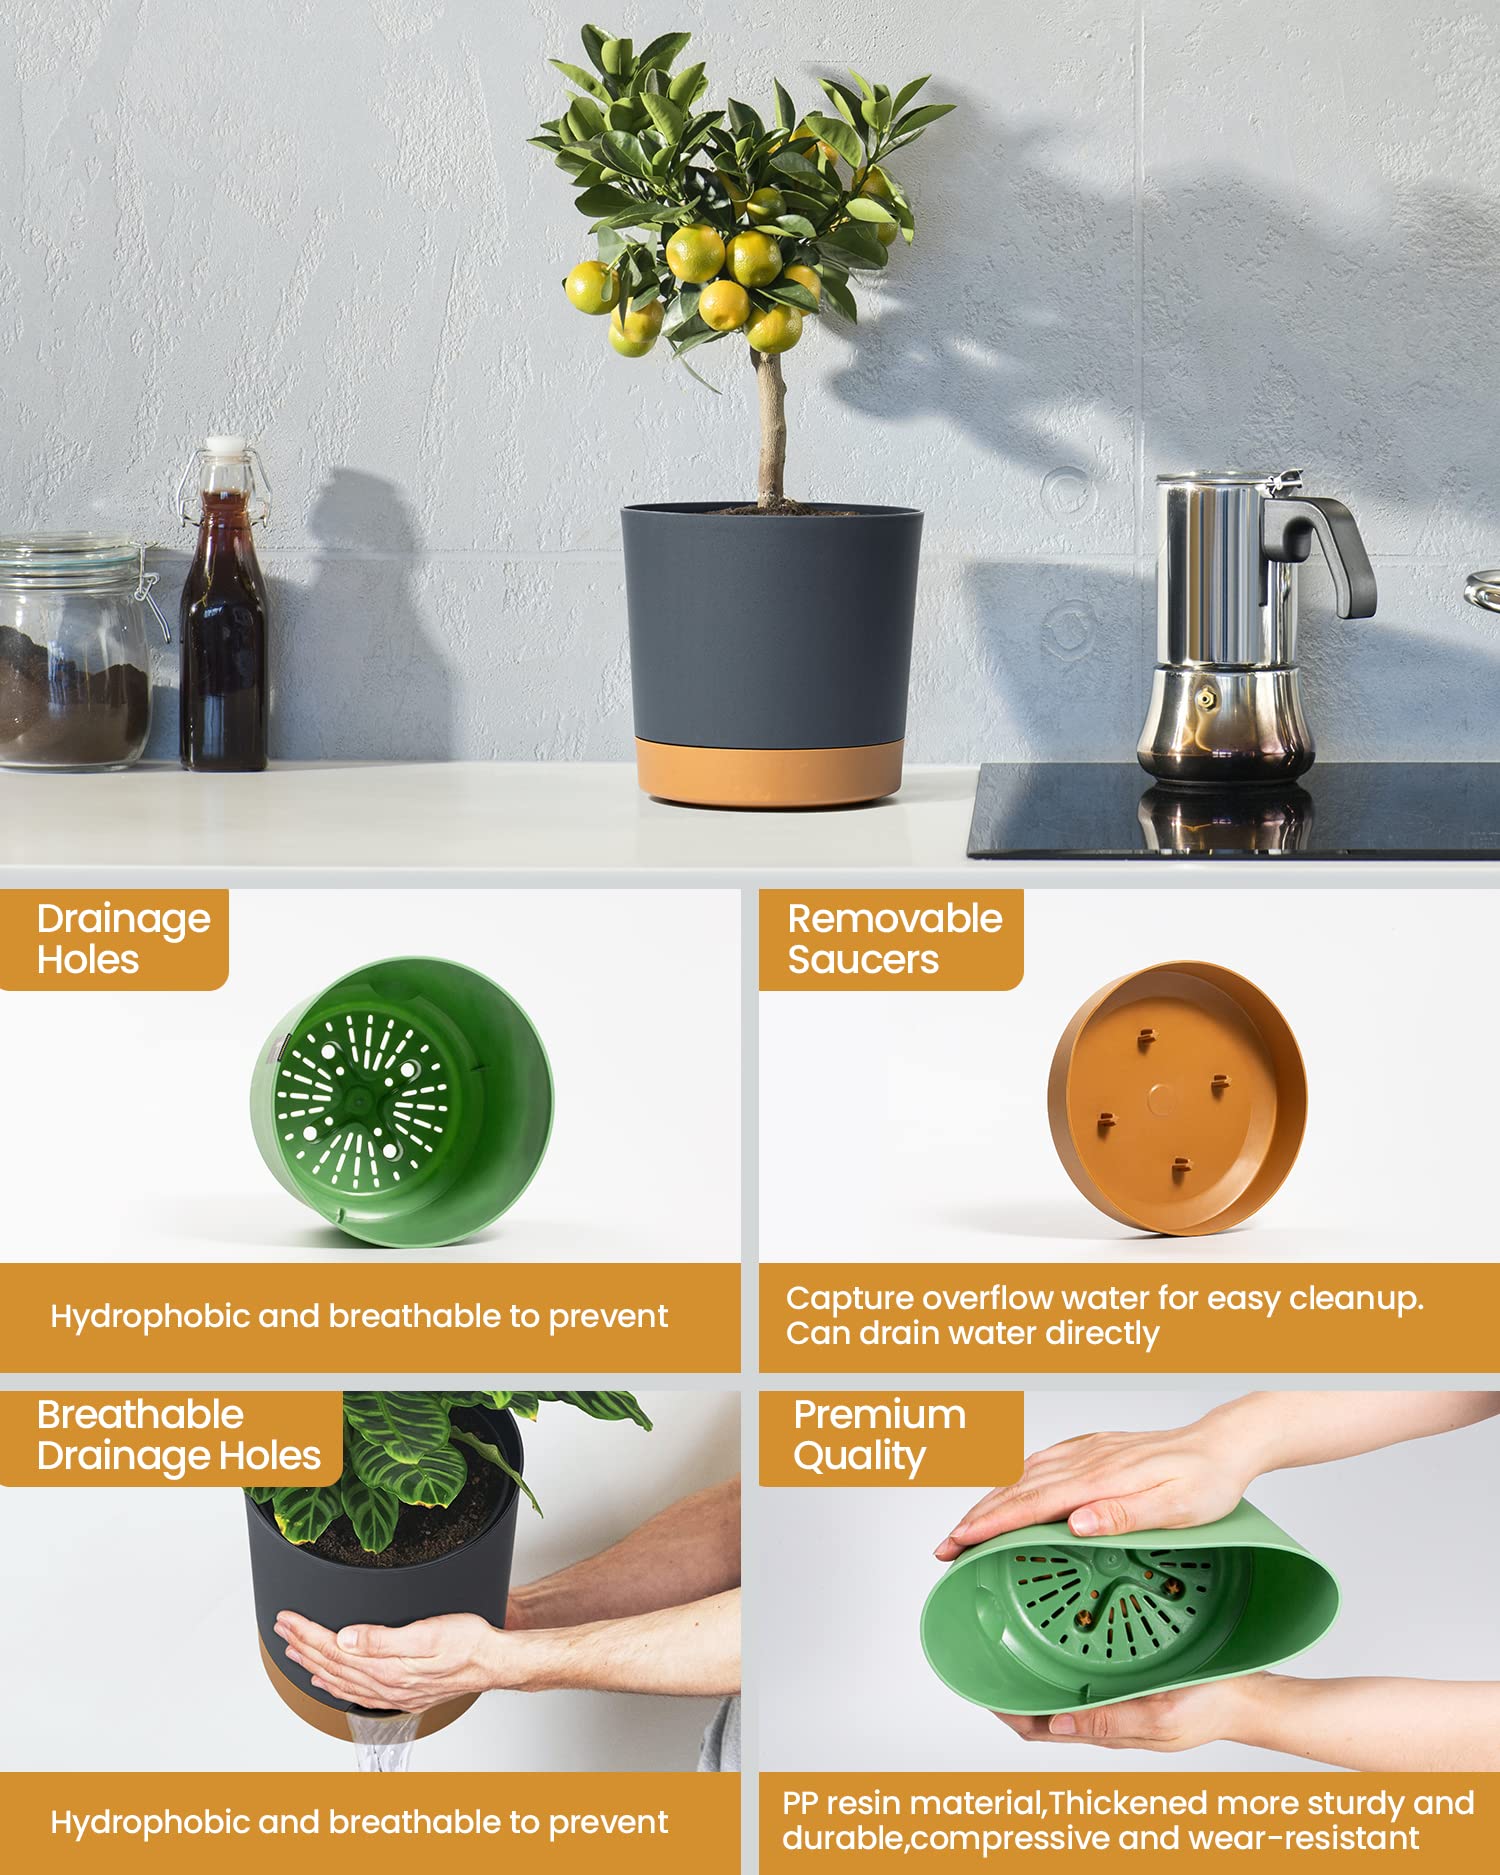 Drainage
Holes
Removable
Saucers
Hydrophobic and breathable to prevent
Capture overflow water for easy cleanup.
Can drain water directly
Breathable
Drainage Holes
Premium
Quality
Hydrophobic and breathable to prevent
PP resin material,Thickened more sturdy and
durable,compressive and wear-resistant